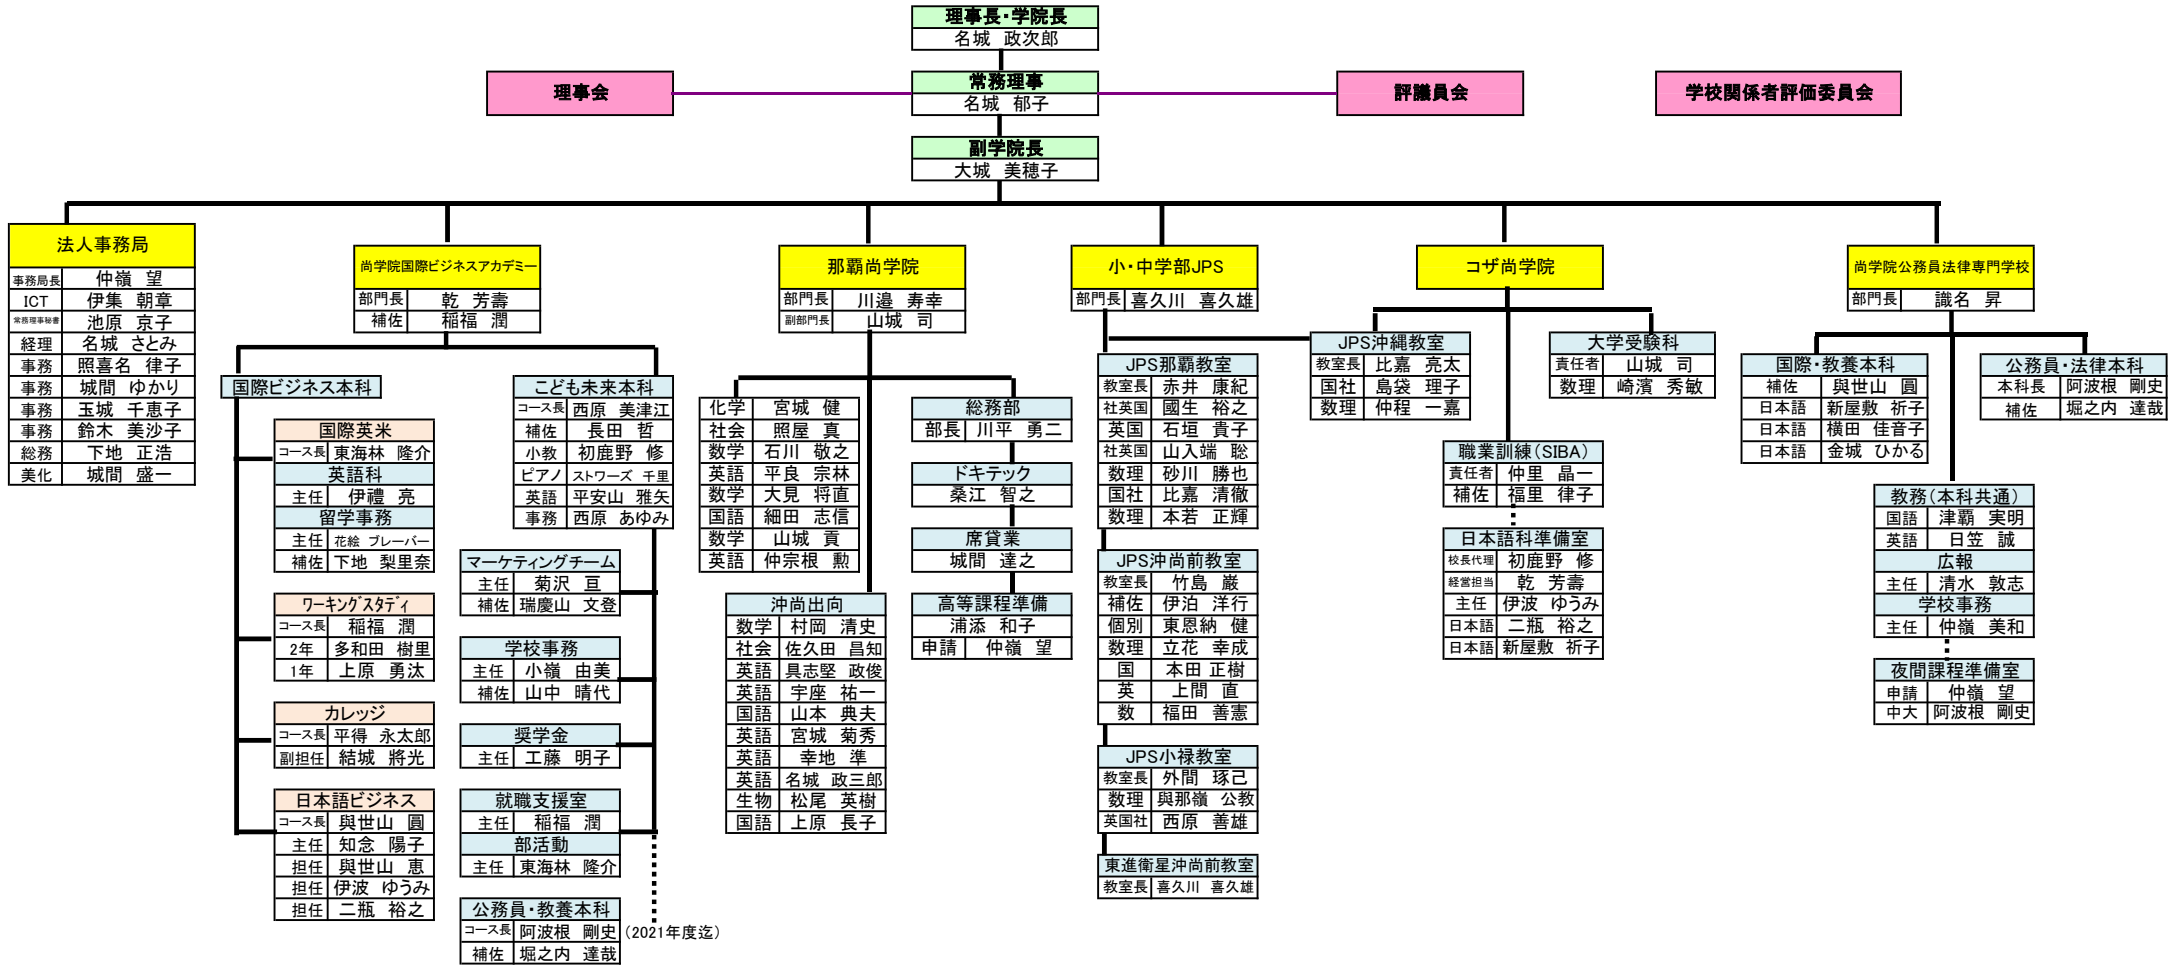 理事長・学院長
名城 政次郎
理事会
常務理事
名城 郁子
評議員会
学校関係者評価委員会
副学院長
大城 美穂子
法人事務局
事務局長 仲嶺 望
ICT 伊集 朝章
常務理事秘書 池原 京子
経理 名城 さとみ
事務 照喜名 律子
事務 城間 ゆかり
事務 玉城 千恵子
事務 鈴木 美沙子
総務 下地 正浩
美化 城間 盛一
尚学院国際ビジネスアカデミー
部門長 乾 芳壽
補佐 稲福 潤
国際ビジネス本科
国際英米
コース長 東海林 隆介
英語科
主任 伊禮 亮
留学事務
主任 花絵 ブレーバー
補佐 下地 梨里奈
ワーキングスタディ
コース長 稲福 潤
2年 多和田 樹里
1年 上原 勇汰
カレッジ
コース長 平得 永太郎
副担任 結城 將光
日本語ビジネス
コース長 與世山 圓
主任 知念 陽子
担任 與世山 恵
担任 伊波 ゆうみ
担任 二瓶 裕之
こども未来本科
コース長 西原 美津江
補佐 長田 哲
小教 初鹿野 修
ピアノ ストワーズ 千里
英語 平安山 雅矢
事務 西原 あゆみ
マーケティングチーム
主任 菊沢 亘
補佐 瑞慶山 文登
学校事務
主任 小嶺 由美
補佐 山中 晴代
奨学金
主任 工藤 明子
就職支援室
主任 稲福 潤
部活動
主任 東海林 隆介
公務員・教養本科
コース長 阿波根 剛史 (2021年度迄)
補佐 堀之内 達哉
那覇尚学院
部門長 川邉 寿幸
副部門長 山城 司
化学 宮城 健
社会 照屋 真
数学 石川 敬之
英語 平良 宗林
数学 大見 将直
国語 細田 志信
数学 山城 貢
英語 仲宗根 勲
沖尚出向
数学 村岡 清史
社会 佐久田 昌知
英語 具志堅 政俊
英語 宇座 祐一
国語 山本 典夫
英語 宮城 菊秀
英語 幸地 準
英語 名城 政三郎
生物 松尾 英樹
国語 上原 長子
総務部
部長 川平 勇二
ドキテック
桑江 智之
席貸業
城間 達之
高等課程準備
浦添 和子
申請 仲嶺 望
小・中学部JPS
部門長 喜久川 喜久雄
JPS那覇教室
教室長 赤井 康紀
社英国 國生 裕之
英国 石垣 貴子
社英国 山入端 聡
数理 砂川 勝也
国社 比嘉 清徹
数理 本若 正輝
JPS沖尚前教室
教室長 竹島 巌
補佐 伊泊 洋行
個別 東恩納 健
数理 立花 幸成
国 本田 正樹
英 上間 直
数 福田 善憲
JPS小禄教室
教室長 外間 琢己
数理 與那嶺 公教
英国社 西原 善雄
東進衛星沖尚前教室
教室長 喜久川 喜久雄
コザ尚学院
JPS沖縄教室
教室長 比嘉 亮太
国社 島袋 理子
数理 仲程 一嘉
大学受験科
責任者 山城 司
数理 崎濱 秀敏
職業訓練(SIBA)
責任者 仲里 晶一
補佐 福里 律子
日本語科準備室
校長代理 初鹿野 修
経営担当 乾 芳壽
主任 伊波 ゆうみ
日本語 二瓶 裕之
日本語 新屋敷 祈子
尚学院公務員法律専門学校
部門長 識名 昇
国際・教養本科
補佐 與世山 圓
日本語 新屋敷 祈子
日本語 横田 佳音子
日本語 金城 ひかる
公務員・法律本科
本科長 阿波根 剛史
補佐 堀之内 達哉
教務(本科共通)
国語 津覇 実明
英語 日笠 誠
広報
主任 清水 敦志
学校事務
主任 仲嶺 美和
夜間課程準備室
申請 仲嶺 望
中大 阿波根 剛史